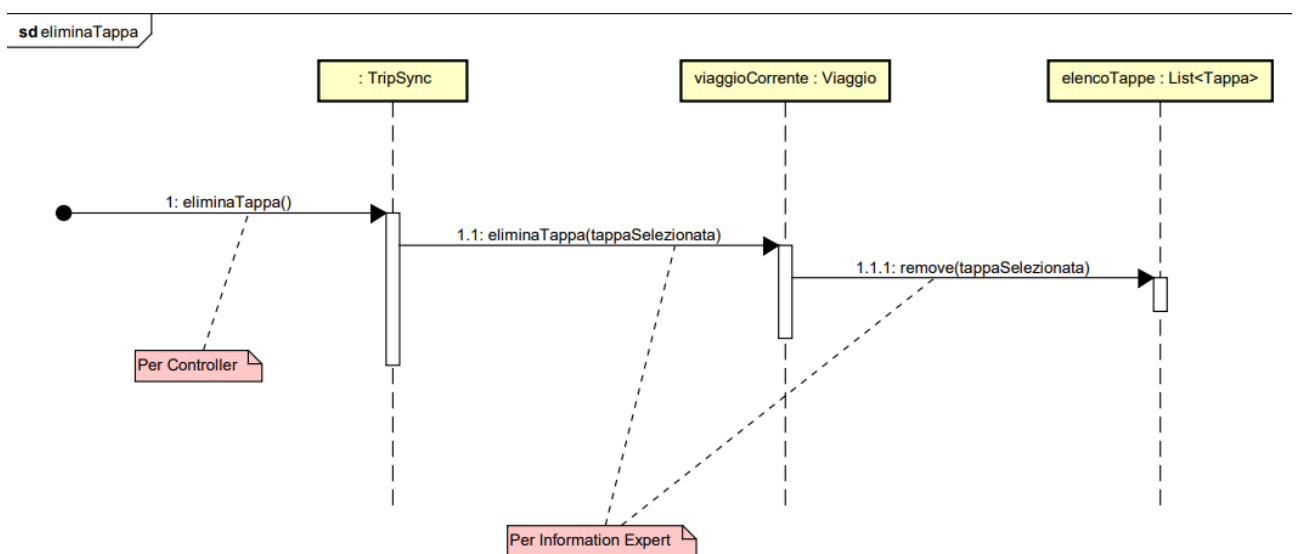 sd eliminaTappa
: TripSync
viaggioCorrente : Viaggio
elencoTappe : List<Tappa>
1: eliminaTappa()
1.1: eliminaTappa(tappaSelezionata)
1.1.1: remove(tappaSelezionata)
Per Controller
Per Information Expert